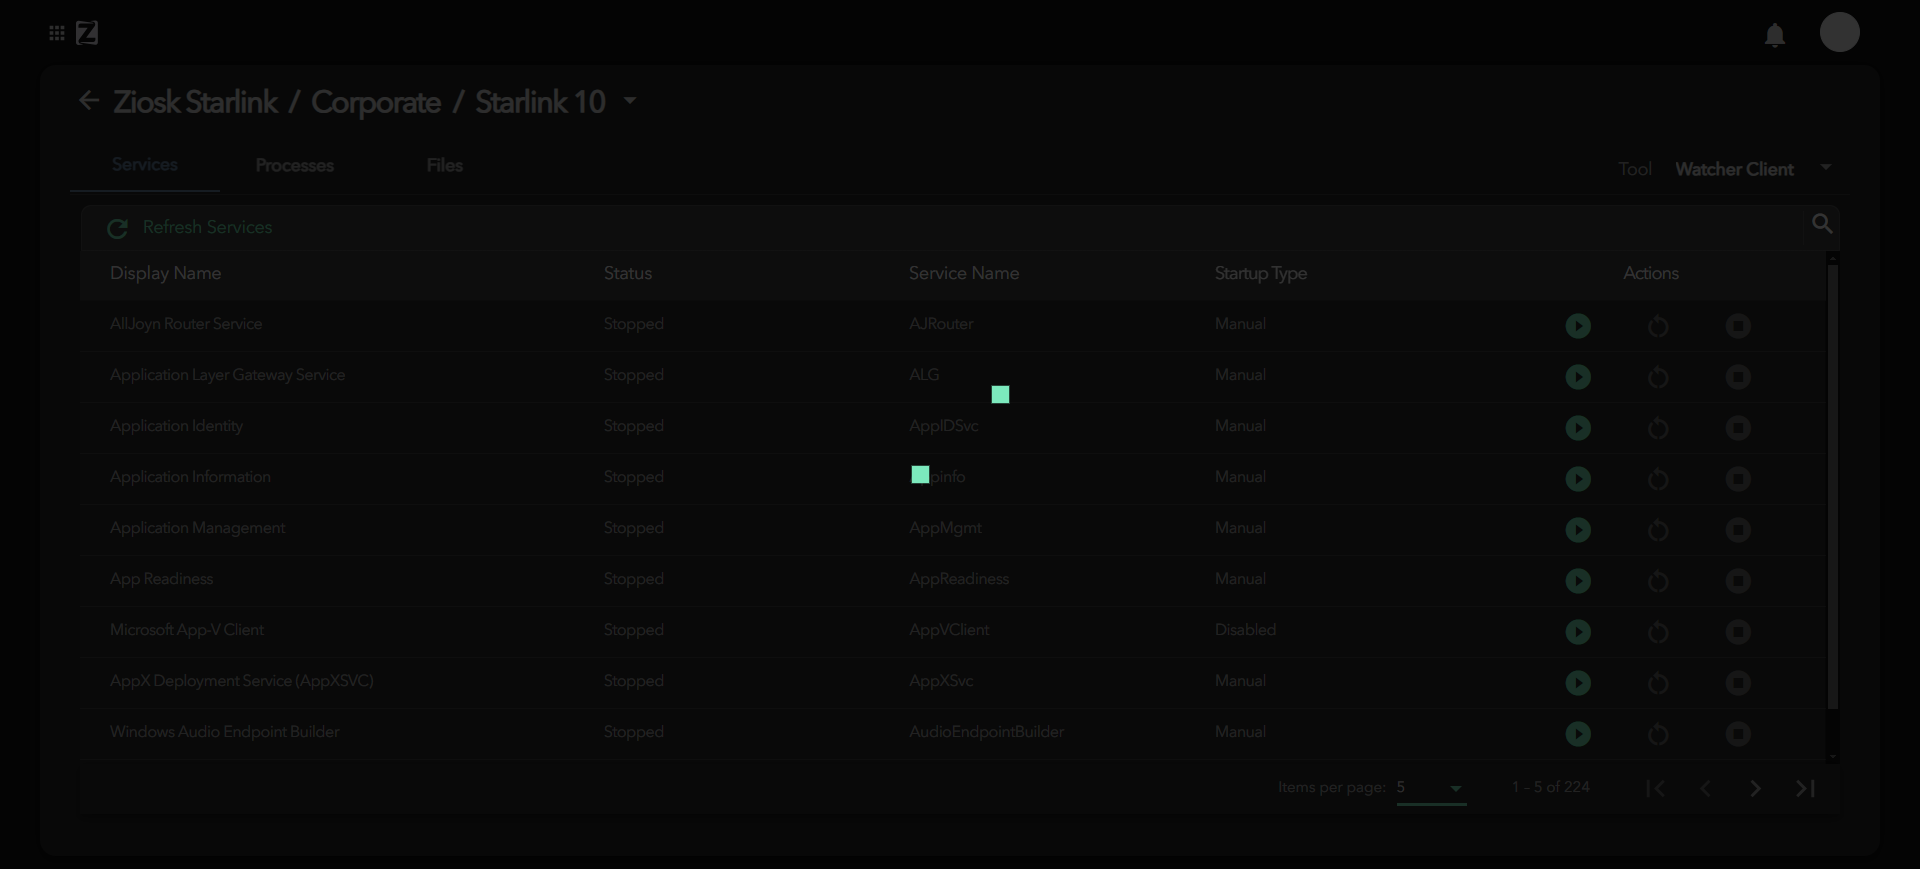 Z
Ziosk Starlink / Corporate / Starlink 10
Services Processes Files
Tool Watcher Client
Refresh Services
Display Name Status Service Name Startup Type Actions
AllJoyn Router Service Stopped AJRouter Manual
Application Layer Gateway Service Stopped ALG Manual
Application Identity Stopped AppIDSvc Manual
Application Information Stopped pinfo Manual
Application Management Stopped AppMgmt Manual
App Readiness Stopped AppReadiness Manual
Microsoft App-V Client Stopped AppVClient Disabled
AppX Deployment Service (AppXSVC) Stopped AppXSvc Manual
Windows Audio Endpoint Builder Stopped AudioEndpointBuilder Manual
Items per page: 5 1 - 5 of 224